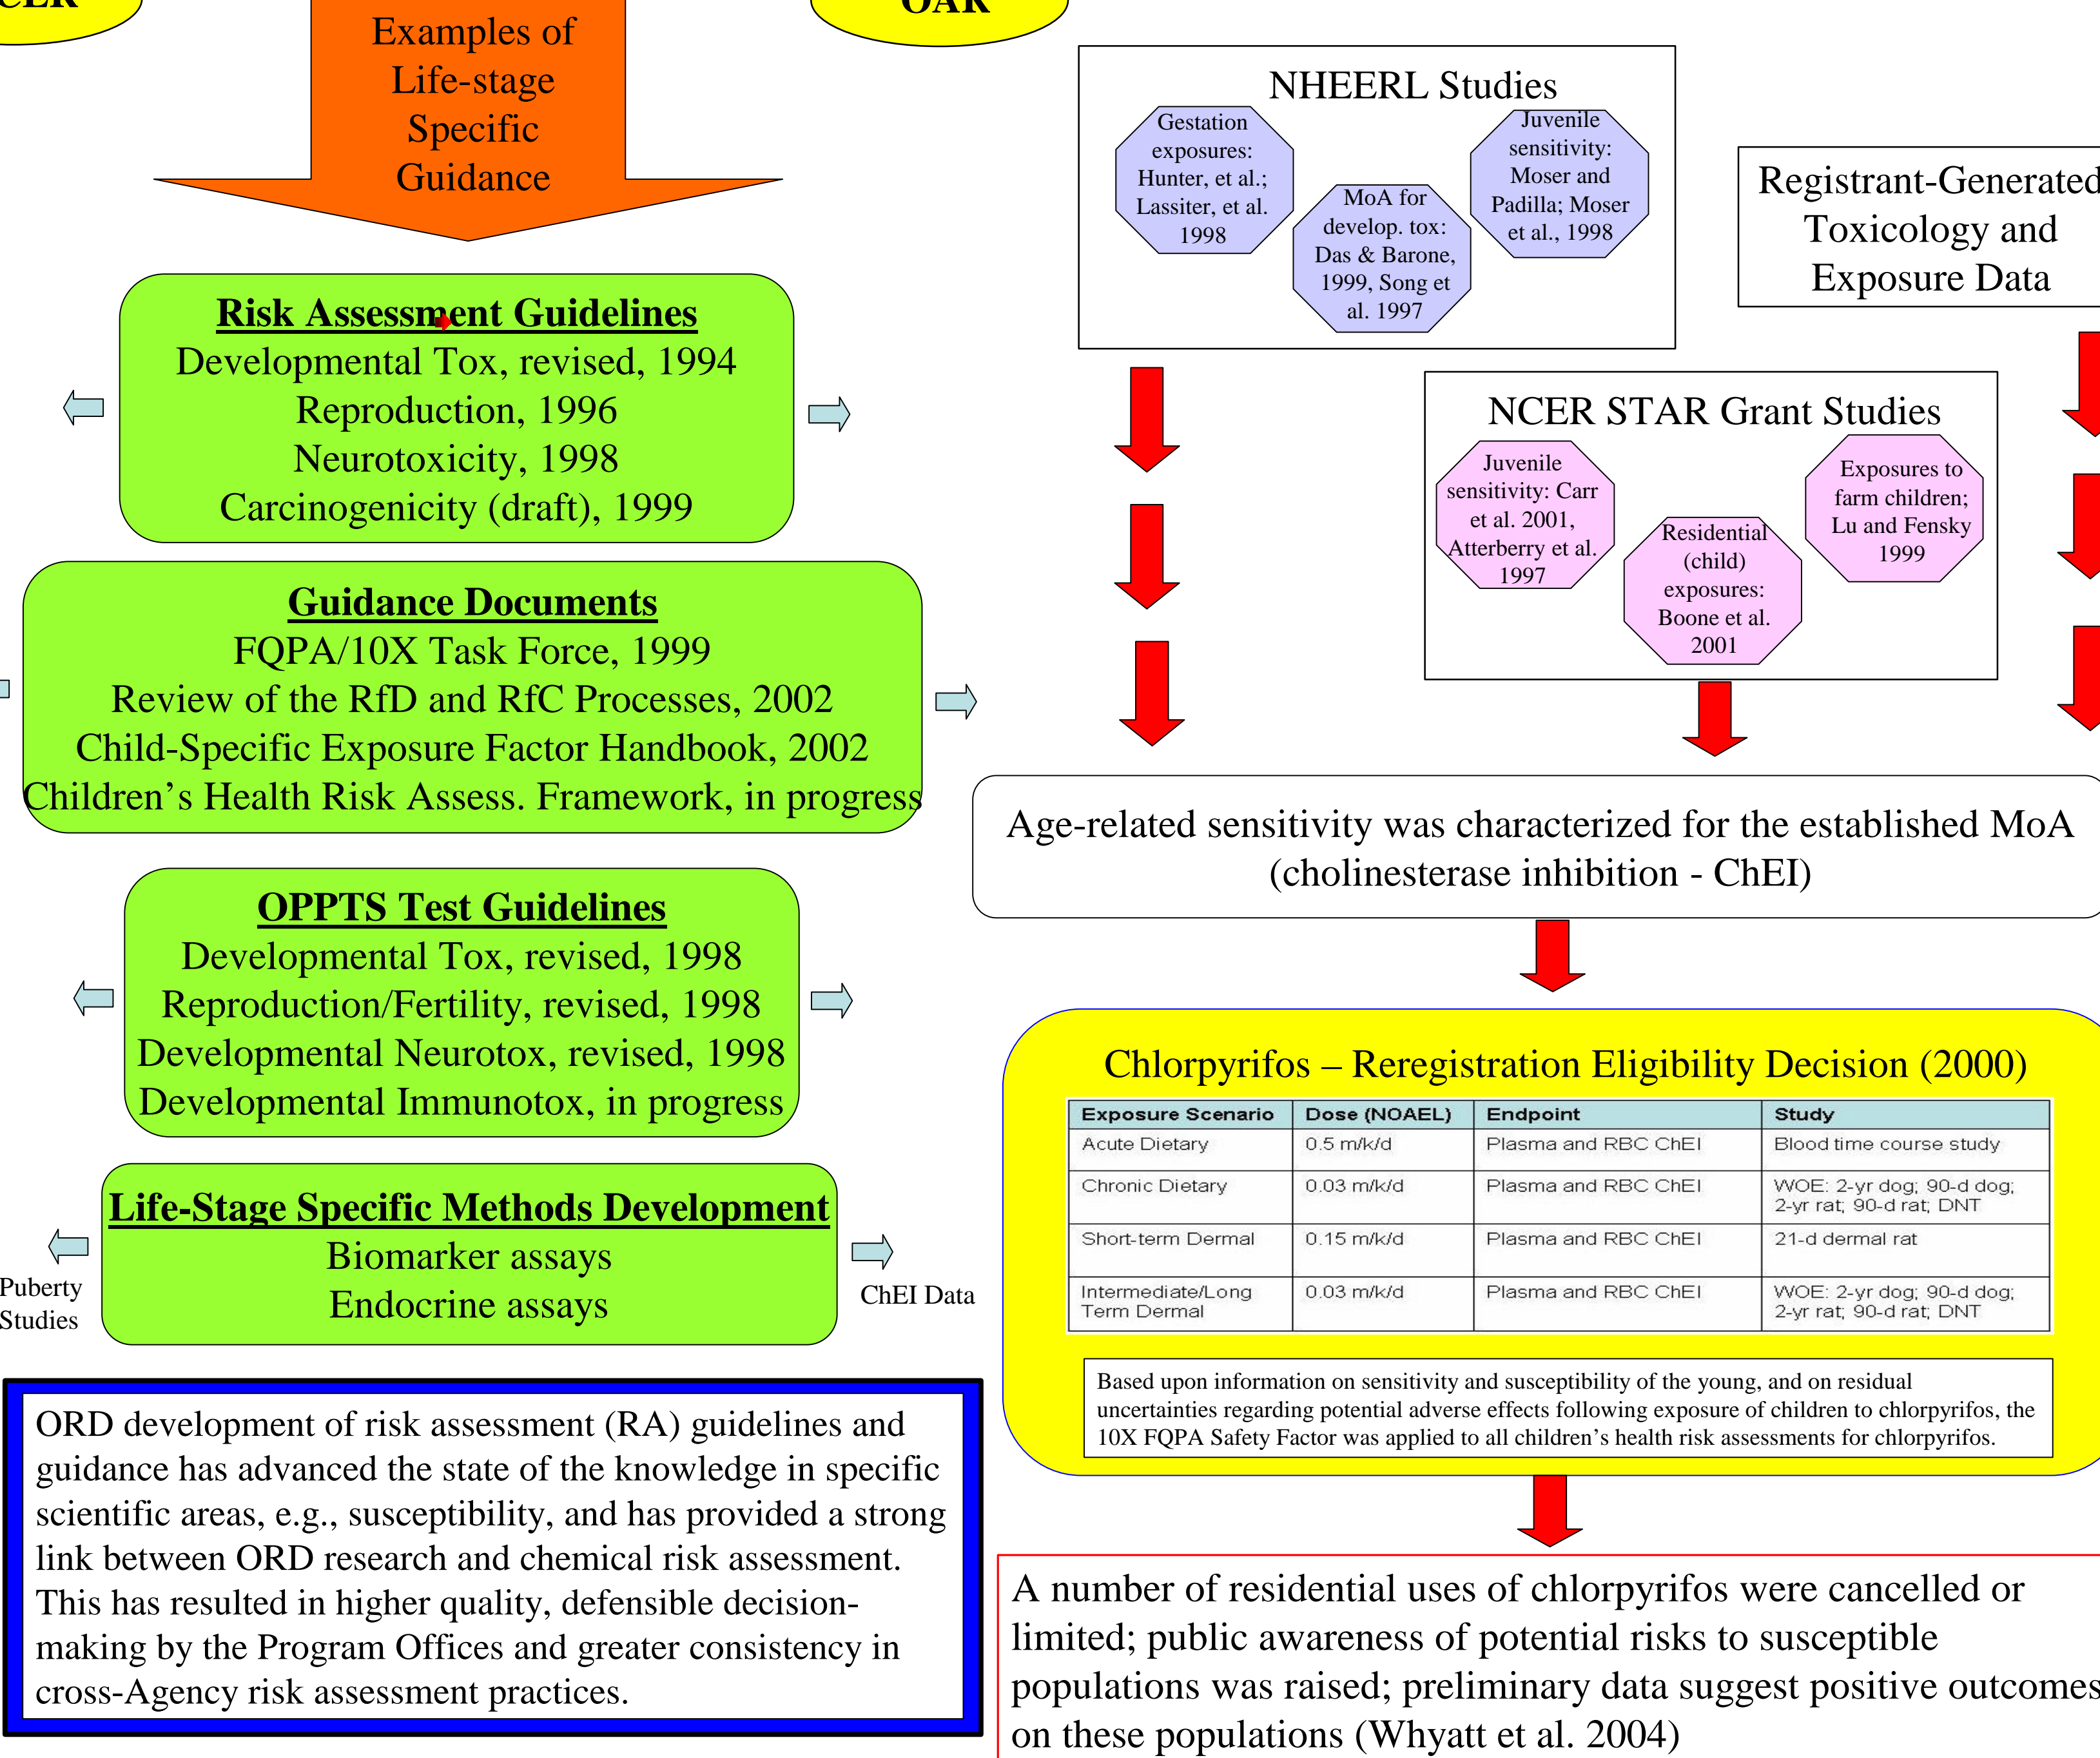 OAR
Examples of
Life-stage
Specific
Guidance
Risk Assessment Guidelines
Developmental Tox, revised, 1994
Reproduction, 1996
Neurotoxicity, 1998
Carcinogenicity (draft), 1999
Guidance Documents
FQPA/10X Task Force, 1999
Review of the RfD and RfC Processes, 2002
Child-Specific Exposure Factor Handbook, 2002
Children’s Health Risk Assess. Framework, in progress
OPPTS Test Guidelines
Developmental Tox, revised, 1998
Reproduction/Fertility, revised, 1998
Developmental Neurotox, revised, 1998
Developmental Immunotox, in progress
Life-Stage Specific Methods Development
Biomarker assays
Endocrine assays
Puberty
Studies
ChEI Data
ORD development of risk assessment (RA) guidelines and
guidance has advanced the state of the knowledge in specific
scientific areas, e.g., susceptibility, and has provided a strong
link between ORD research and chemical risk assessment.
This has resulted in higher quality, defensible decision-
making by the Program Offices and greater consistency in
cross-Agency risk assessment practices.
NHEERL Studies
Gestation
exposures:
Hunter, et al.;
Lassiter, et al.
1998
MoA for
develop. tox:
Das & Barone,
1999, Song et
al. 1997
Juvenile
sensitivity:
Moser and
Padilla; Moser
et al., 1998
Registrant-Generated
Toxicology and
Exposure Data
NCER STAR Grant Studies
Juvenile
sensitivity: Carr
et al. 2001,
Atterberry et al.
1997
Residential
(child)
exposures:
Boone et al.
2001
Exposures to
farm children;
Lu and Fensky
1999
Age-related sensitivity was characterized for the established MoA
(cholinesterase inhibition - ChEI)
Chlorpyrifos – Reregistration Eligibility Decision (2000)
Exposure Scenario Dose (NOAEL) Endpoint Study
Acute Dietary 0.5 m/k/d Plasma and RBC ChEI Blood time course study
Chronic Dietary 0.03 m/k/d Plasma and RBC ChEI WOE: 2-yr dog; 90-d dog;
2-yr rat; 90-d rat; DNT
Short-term Dermal 0.15 m/k/d Plasma and RBC ChEI 21-d dermal rat
Intermediate/Long 0.03 m/k/d Plasma and RBC ChEI WOE: 2-yr dog; 90-d dog;
Term Dermal 2-yr rat; 90-d rat; DNT
Based upon information on sensitivity and susceptibility of the young, and on residual
uncertainties regarding potential adverse effects following exposure of children to chlorpyrifos, the
10X FQPA Safety Factor was applied to all children’s health risk assessments for chlorpyrifos.
A number of residential uses of chlorpyrifos were cancelled or
limited; public awareness of potential risks to susceptible
populations was raised; preliminary data suggest positive outcomes
on these populations (Whyatt et al. 2004)